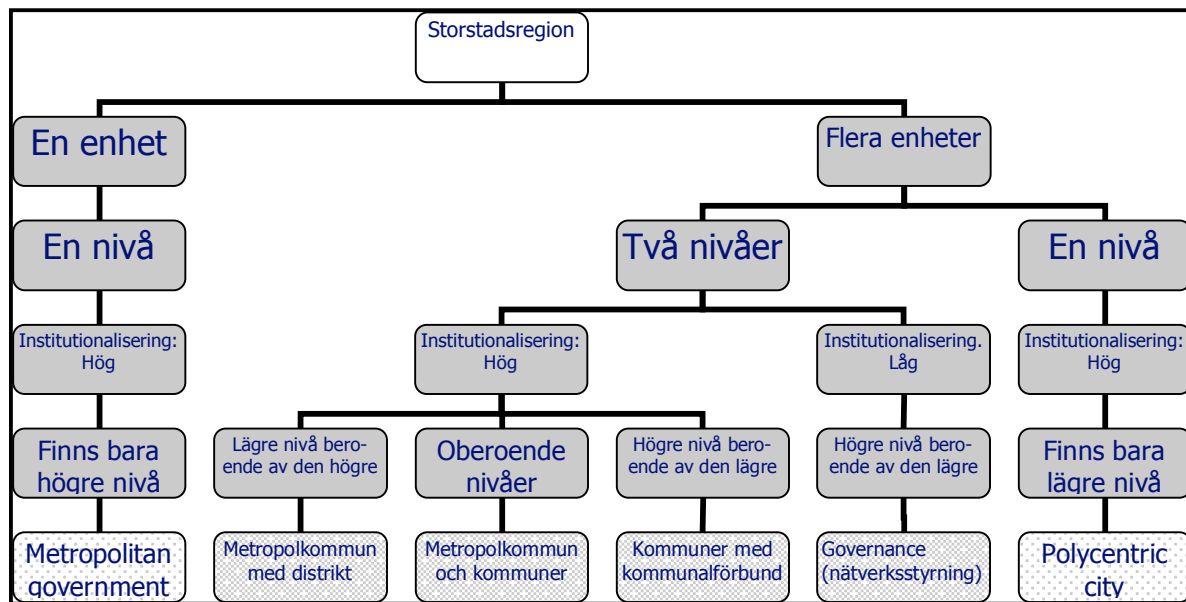 Storstadsregion
En enhet
Flera enheter
En nivå
Två nivåer
En nivå
Institutionalisering:
Hög
Institutionalisering:
Hög
Institutionalisering.
Låg
Institutionalisering:
Hög
Finns bara
högre nivå
Lägre nivå bero-
ende av den högre
Oberoende
nivåer
Högre nivå bero-
ende av den lägre
Högre nivå bero-
ende av den lägre
Finns bara
lägre nivå
Metropolitan
government
Metropolkommun
med distrikt
Metropolkommun
och kommuner
Kommuner med
kommunalförbund
Governance
(nätverksstyrning)
Polycentric
city